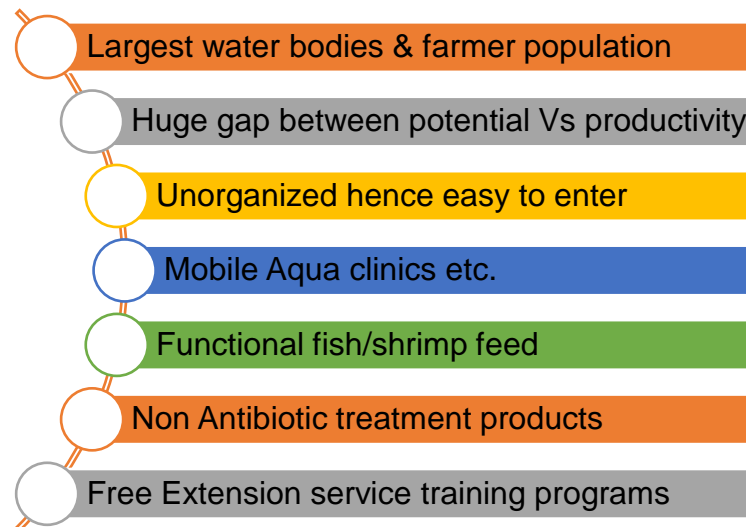 Largest water bodies & farmer population
Huge gap between potential Vs productivity
Unorganized hence easy to enter
Mobile Aqua clinics etc.
Functional fish/shrimp feed
Non Antibiotic treatment products
Free Extension service training programs